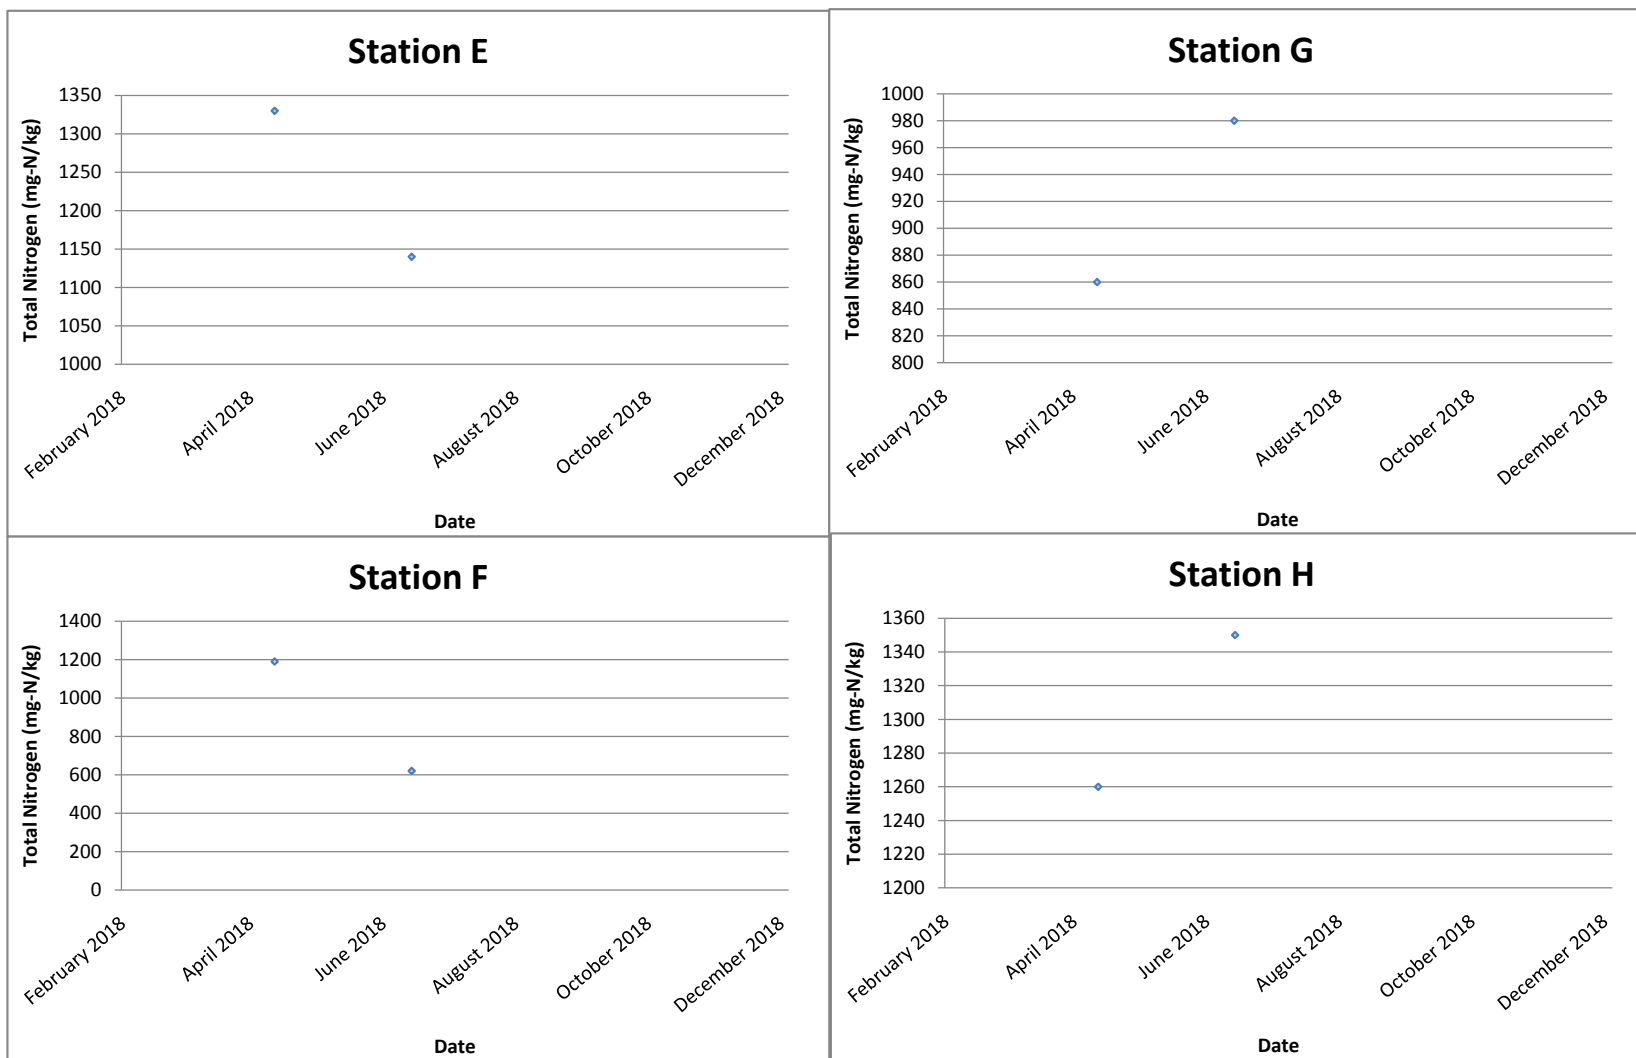 Station E
Total Nitrogen (mg-N/kg)
1350
1300
1250
1200
1150
1100
1050
1000
February 2018
April 2018
June 2018
August 2018
October 2018
December 2018
Date
Station G
Total Nitrogen (mg-N/kg)
1000
980
960
940
920
900
880
860
840
820
800
February 2018
April 2018
June 2018
August 2018
October 2018
December 2018
Date
Station F
Total Nitrogen (mg-N/kg)
1400
1200
1000
800
600
400
200
0
February 2018
April 2018
June 2018
August 2018
October 2018
December 2018
Date
Station H
Total Nitrogen (mg-N/kg)
1360
1340
1320
1300
1280
1260
1240
1220
1200
February 2018
April 2018
June 2018
August 2018
October 2018
December 2018
Date